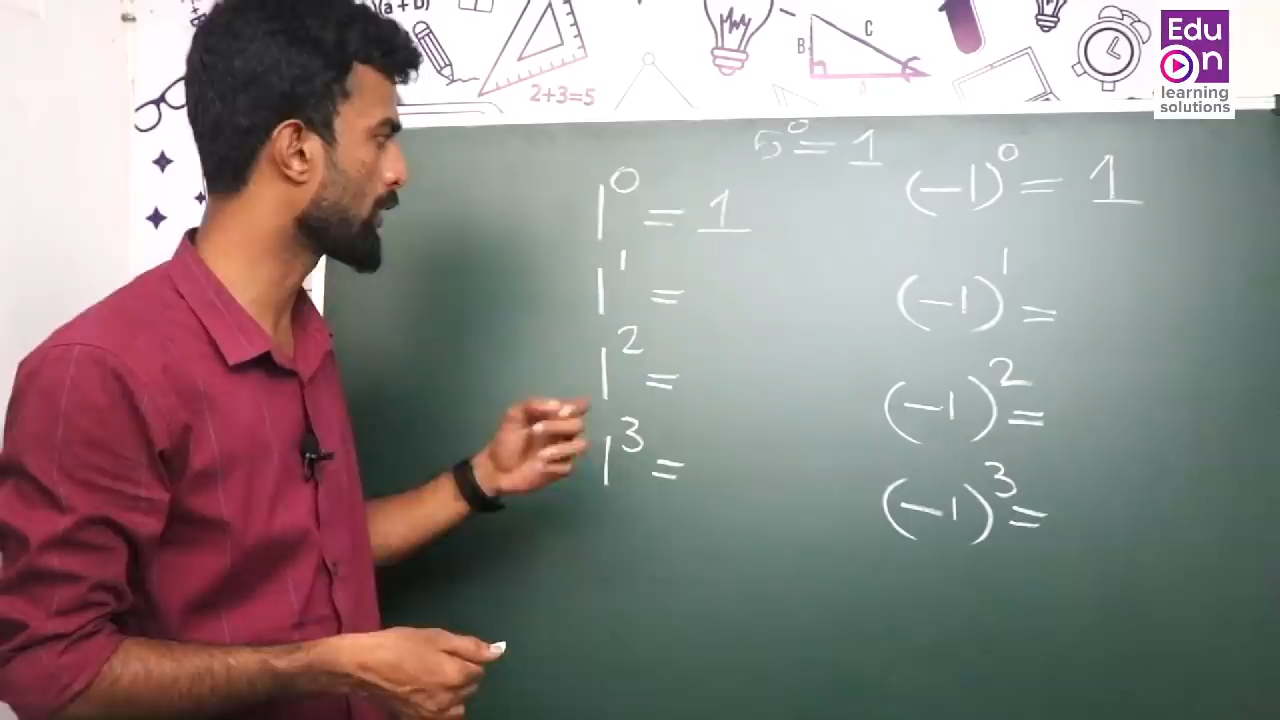 (a + b)
2+3=5
B
C
Edu
On
learning
solutions
5⁰ = 1
1⁰ = 1
1¹ =
1² =
1³ =
(-1)⁰ = 1
(-1)¹ =
(-1)² =
(-1)³ =